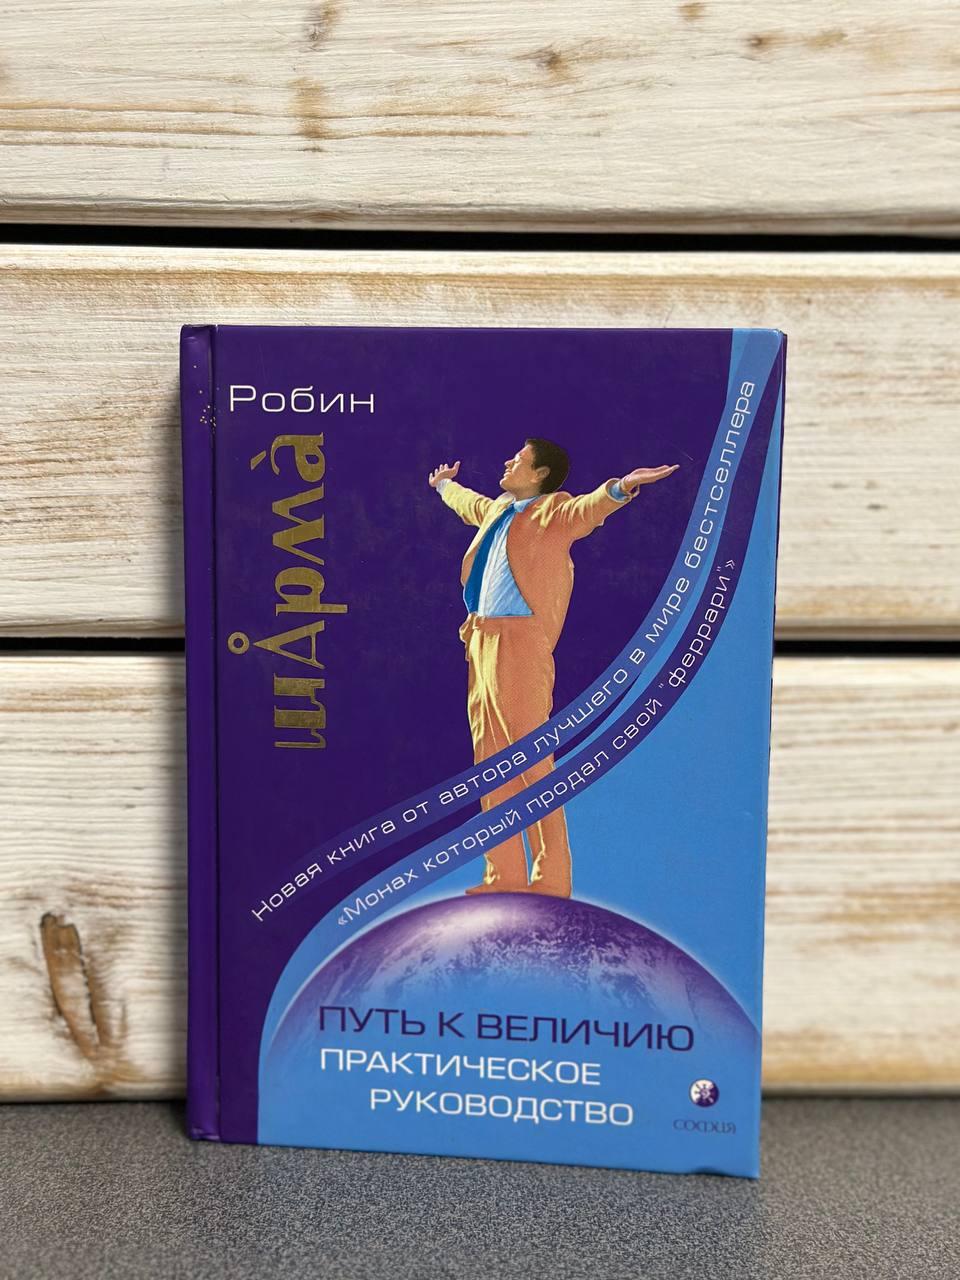 Робин
шАрма
Новая книга от автора лучшего в мире бестселлера
«Монах который продал свой "феррари"»
ПУТЬ К ВЕЛИЧИЮ
ПРАКТИЧЕСКОЕ
РУКОВОДСТВО
СОФИЯ